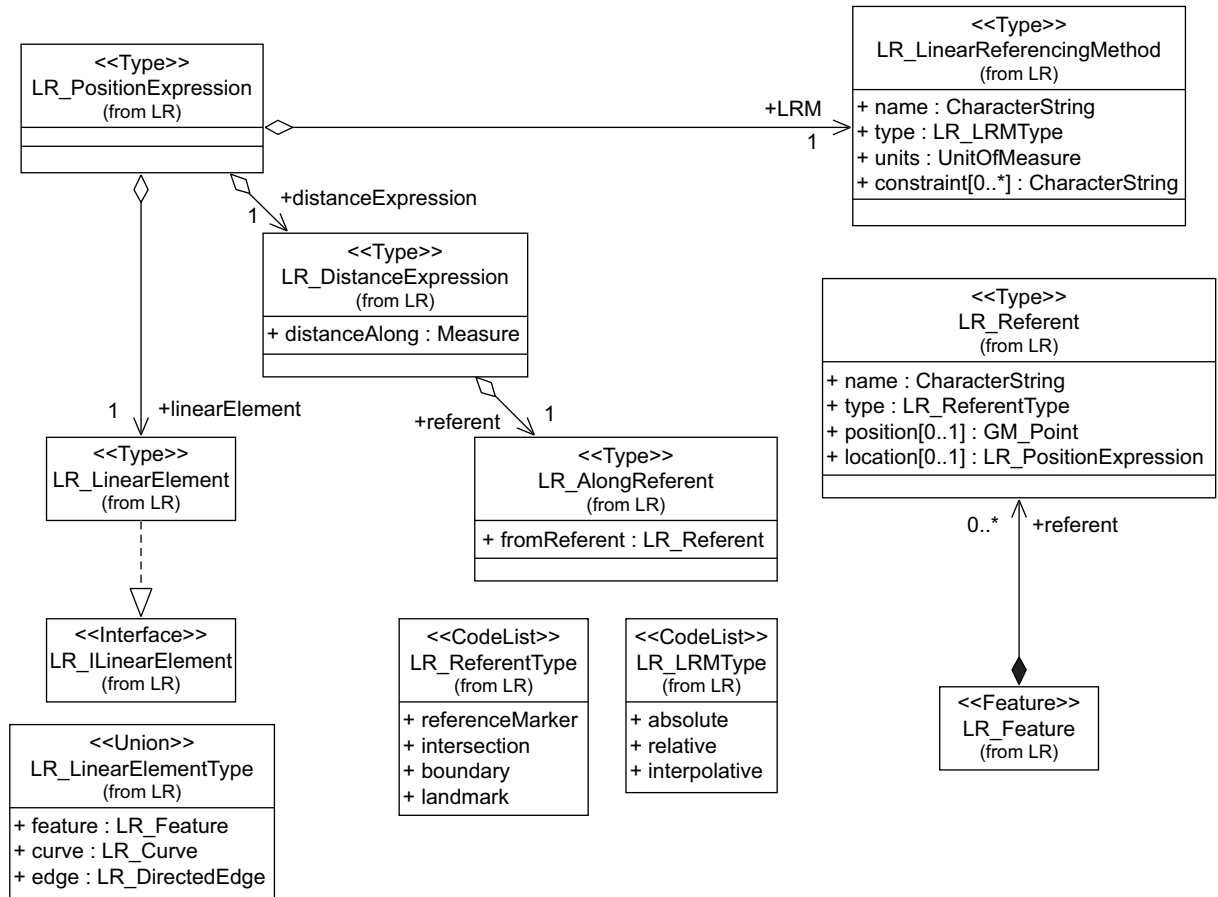 <<Type>>
LR_PositionExpression
(from LR)
<<Type>>
LR_LinearReferencingMethod
(from LR)
+ name : CharacterString
+ type : LR_LRMType
+ units : UnitOfMeasure
+ constraint[0..*] : CharacterString
+LRM
1
+distanceExpression
1
<<Type>>
LR_DistanceExpression
(from LR)
+ distanceAlong : Measure
<<Type>>
LR_Referent
(from LR)
+ name : CharacterString
+ type : LR_ReferentType
+ position[0..1] : GM_Point
+ location[0..1] : LR_PositionExpression
1
+linearElement
+referent
1
<<Type>>
LR_LinearElement
(from LR)
<<Type>>
LR_AlongReferent
(from LR)
+ fromReferent : LR_Referent
0..*
+referent
<<Interface>>
LR_ILinearElement
(from LR)
<<CodeList>>
LR_ReferentType
(from LR)
+ referenceMarker
+ intersection
+ boundary
+ landmark
<<CodeList>>
LR_LRMType
(from LR)
+ absolute
+ relative
+ interpolative
<<Feature>>
LR_Feature
(from LR)
<<Union>>
LR_LinearElementType
(from LR)
+ feature : LR_Feature
+ curve : LR_Curve
+ edge : LR_DirectedEdge